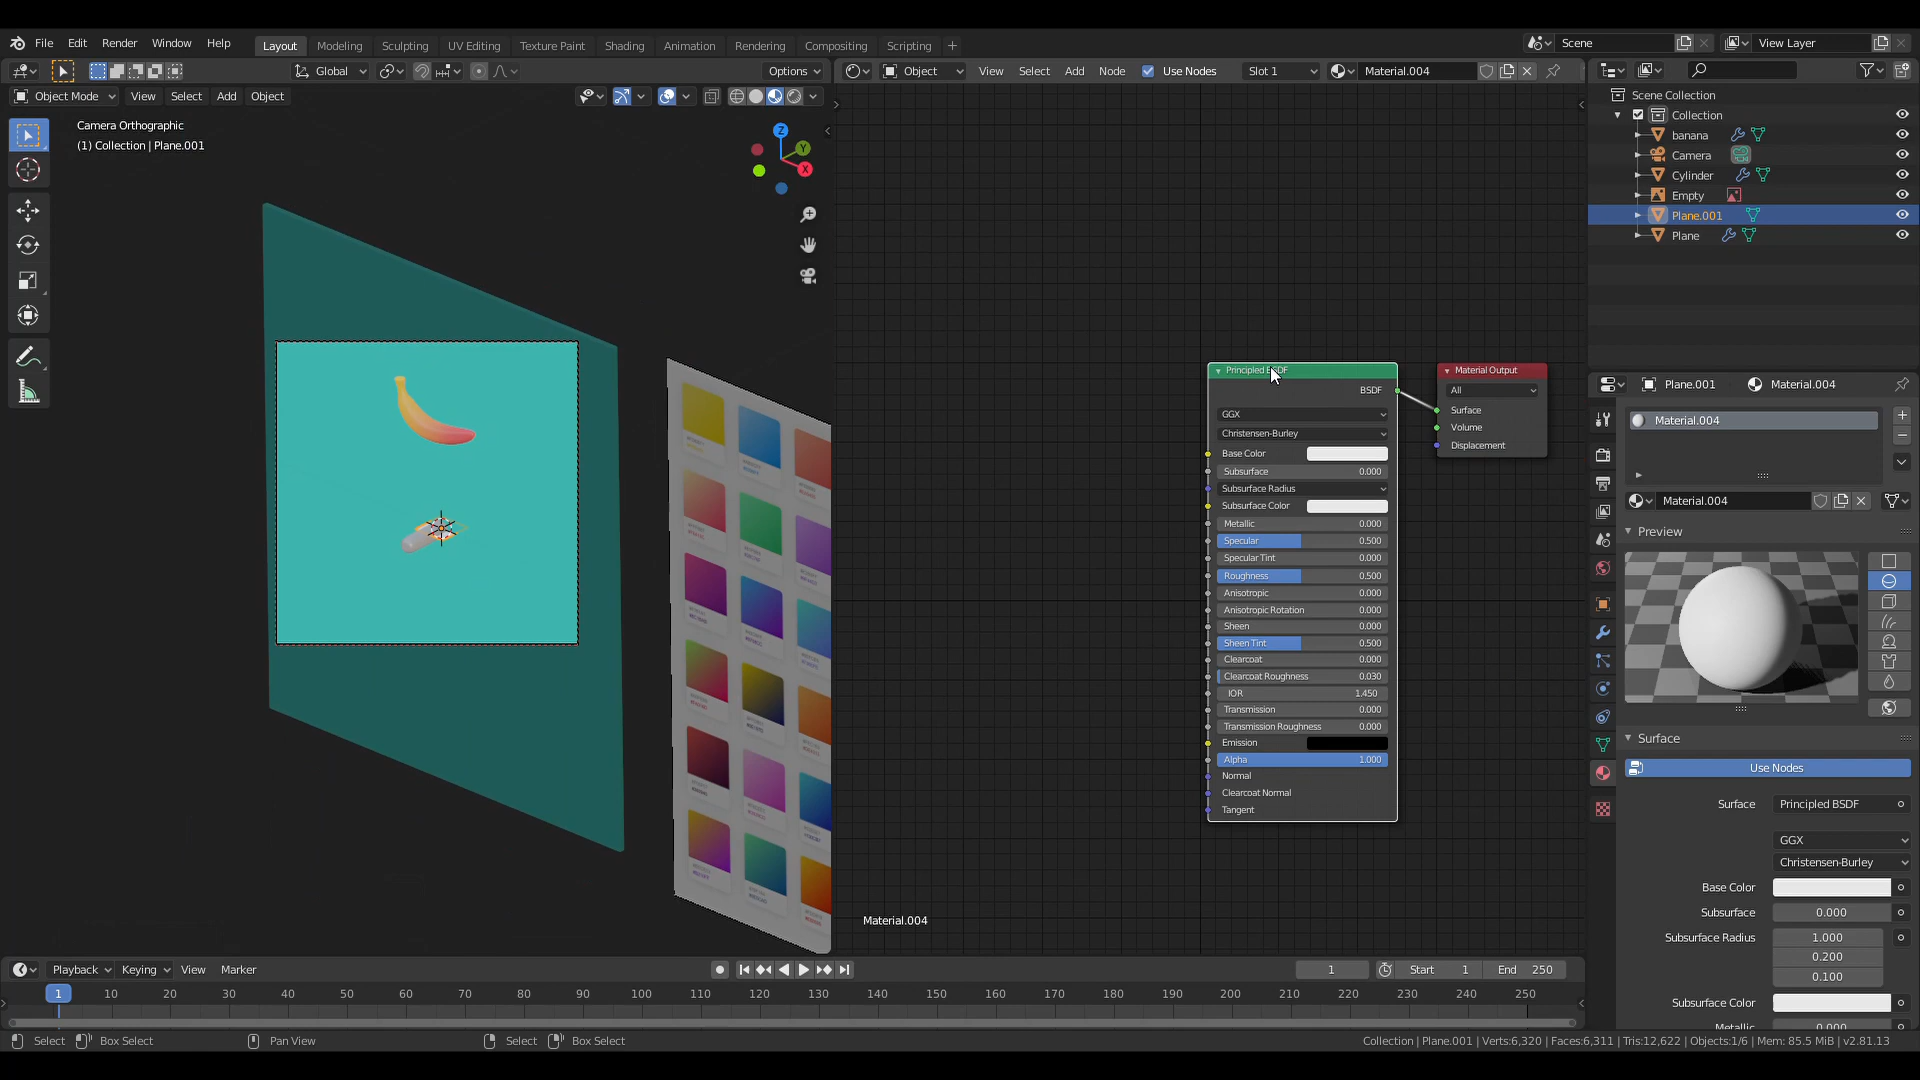 File Edit Render Window Help Layout Modeling Sculpting UV Editing Texture Paint Shading Animation Rendering Compositing Scripting + Scene View Layer
Global Options Object View Select Add Node Use Nodes Slot 1 Material.004
Object Mode View Select Add Object
Scene Collection
Collection
banana
Camera
Cylinder
Empty
Plane.001
Plane
Camera Orthographic
(1) Collection | Plane.001
Z
Y
X
Principled BSDF
BSDF
GGX
Christensen-Burley
Base Color
Subsurface 0.000
Subsurface Radius
Subsurface Color
Metallic 0.000
Specular 0.500
Specular Tint 0.000
Roughness 0.500
Anisotropic 0.000
Anisotropic Rotation 0.000
Sheen 0.000
Sheen Tint 0.500
Clearcoat 0.000
Clearcoat Roughness 0.030
IOR 1.450
Transmission 0.000
Transmission Roughness 0.000
Emission
Alpha 1.000
Normal
Clearcoat Normal
Tangent
Material Output
All
Surface
Volume
Displacement
Material.004
Plane.001 Material.004
Material.004
Material.004
Preview
Surface
Use Nodes
Surface Principled BSDF
GGX
Christensen-Burley
Base Color
Subsurface 0.000
Subsurface Radius 1.000
0.200
0.100
Subsurface Color
Metallic 0.000
Playback Keying View Marker 1 Start 1 End 250
1 10 20 30 40 50 60 70 80 90 100 110 120 130 140 150 160 170 180 190 200 210 220 230 240 250
Select Box Select Pan View Select Box Select Collection | Plane.001 | Verts:6,320 | Faces:6,311 | Tris:12,622 | Objects:1/6 | Mem: 85.5 MiB | v2.81.13